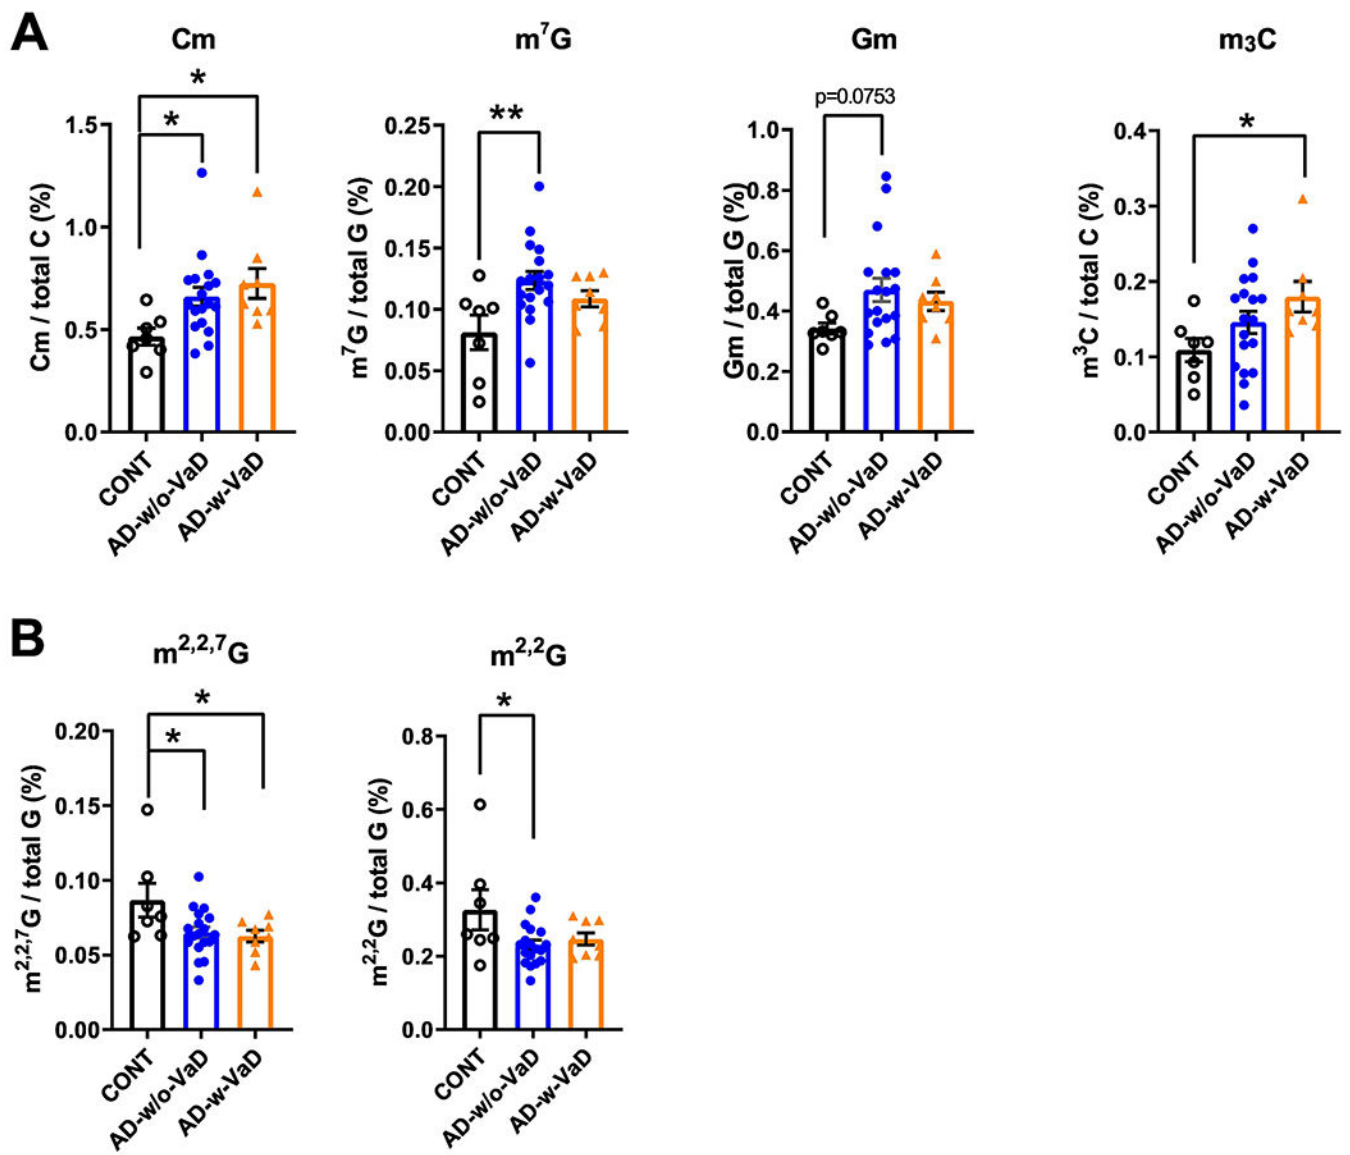 A
Cm
m⁷G
Gm
m₃C
*
*
**
p=0.0753
*
Cm / total C (%)
1.5
1.0
0.5
0.0
CONT
AD-w/o-VaD
AD-w-VaD
m⁷G / total G (%)
0.25
0.20
0.15
0.10
0.05
0.00
CONT
AD-w/o-VaD
AD-w-VaD
Gm / total G (%)
1.0
0.8
0.6
0.4
0.2
0.0
CONT
AD-w/o-VaD
AD-w-VaD
m³C / total C (%)
0.4
0.3
0.2
0.1
0.0
CONT
AD-w/o-VaD
AD-w-VaD
B
m²,²,⁷G
m²,²G
*
*
*
m²,²,⁷G / total G (%)
0.20
0.15
0.10
0.05
0.00
CONT
AD-w/o-VaD
AD-w-VaD
m²,²G / total G (%)
0.8
0.6
0.4
0.2
0.0
CONT
AD-w/o-VaD
AD-w-VaD